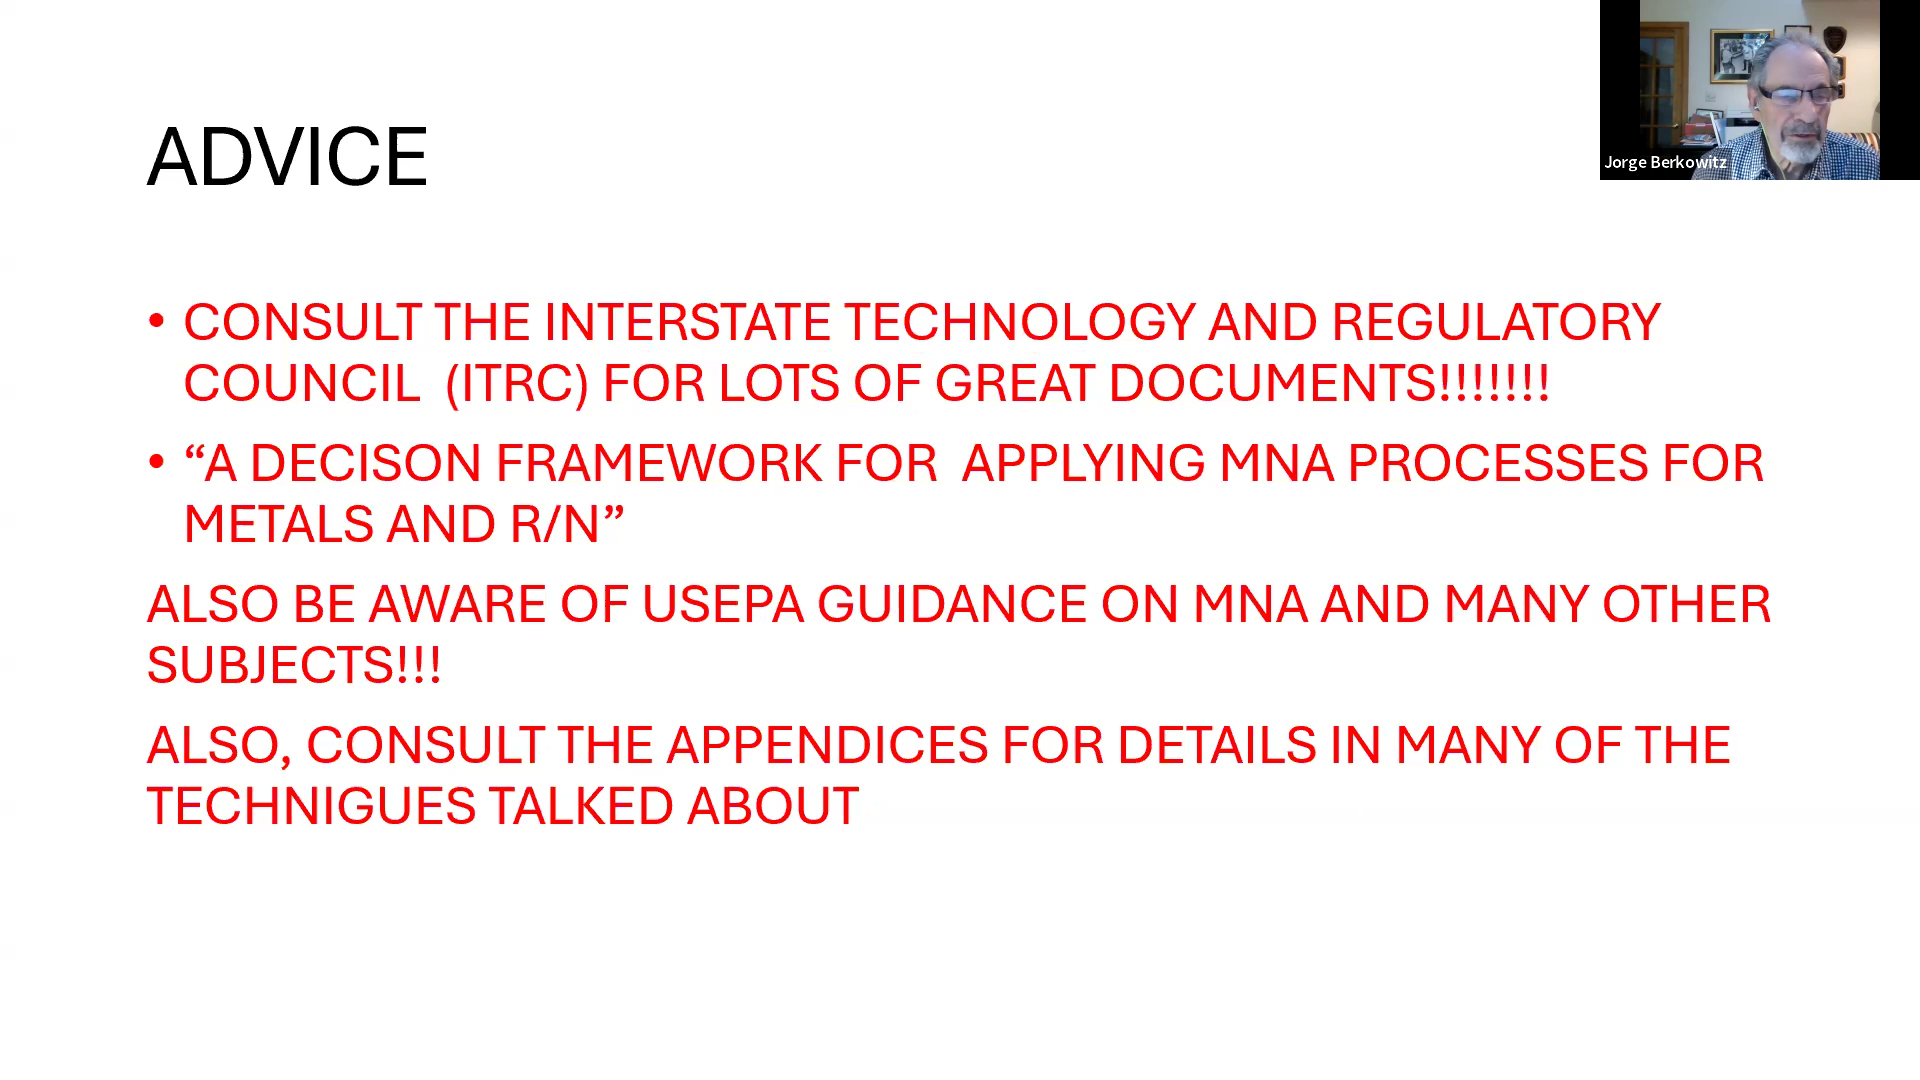 ADVICE
Jorge Berkowitz
• CONSULT THE INTERSTATE TECHNOLOGY AND REGULATORY
COUNCIL  (ITRC) FOR LOTS OF GREAT DOCUMENTS!!!!!!!
• “A DECISON FRAMEWORK FOR  APPLYING MNA PROCESSES FOR
METALS AND R/N”
ALSO BE AWARE OF USEPA GUIDANCE ON MNA AND MANY OTHER
SUBJECTS!!!
ALSO, CONSULT THE APPENDICES FOR DETAILS IN MANY OF THE
TECHNIGUES TALKED ABOUT